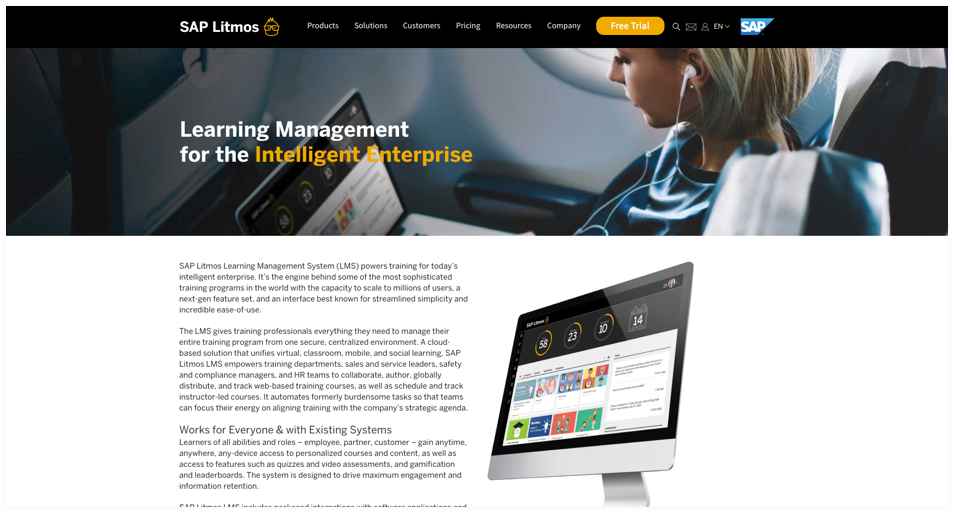 SAP Litmos
Products Solutions Customers Pricing Resources Company Free Trial EN SAP
Learning Management
for the Intelligent Enterprise
SAP Litmos Learning Management System (LMS) powers training for today's
intelligent enterprise. It's the engine behind some of the most sophisticated
training programs in the world with the capacity to scale to millions of users, a
next-gen feature set, and an interface best known for streamlined simplicity and
incredible ease-of-use.
The LMS gives training professionals everything they need to manage their
entire training program from one secure, centralized environment. A cloud-
based solution that unifies virtual, classroom, mobile, and social learning, SAP
Litmos LMS empowers training departments, sales and service leaders, safety
and compliance managers, and HR teams to collaborate, author, globally
distribute, and track web-based training courses, as well as schedule and track
instructor-led courses. It automates formerly burdensome tasks so that teams
can focus their energy on aligning training with the company's strategic agenda.
Works for Everyone & with Existing Systems
Learners of all abilities and roles – employee, partner, customer – gain anytime,
anywhere, any-device access to personalized courses and content, as well as
access to features such as quizzes and video assessments, and gamification
and leaderboards. The system is designed to drive maximum engagement and
information retention.
SAP Litmos LMS includes packaged integrations with software applications and
SAP Litmos
58 23 10 14